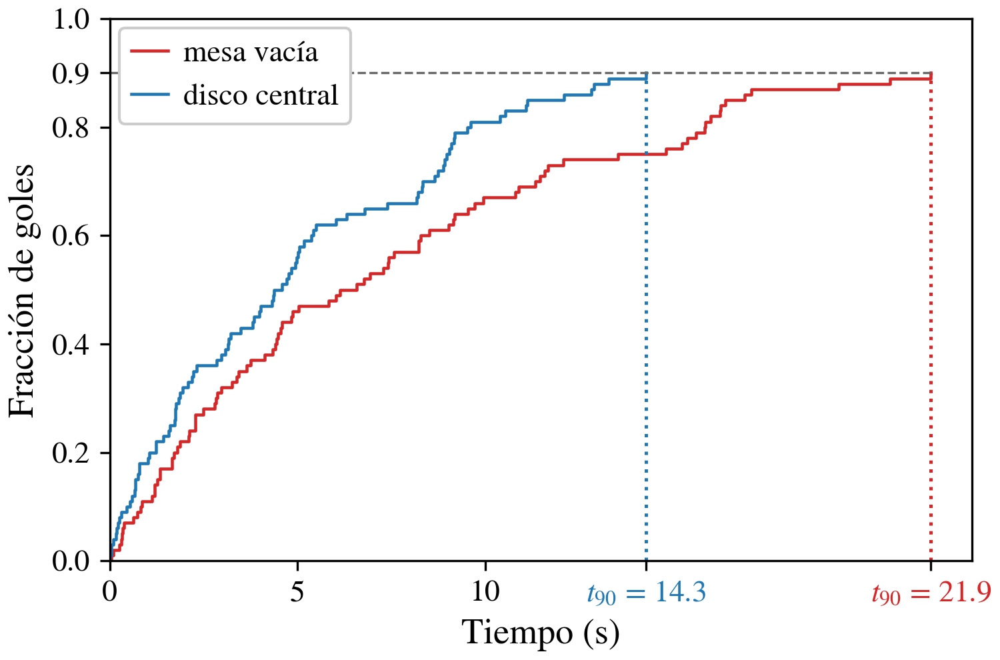 1.0
0.9
0.8
0.6
0.4
0.2
0.0
Fracción de goles
mesa vacía
disco central
0
5
10
t90 = 14.3
t90 = 21.9
Tiempo (s)